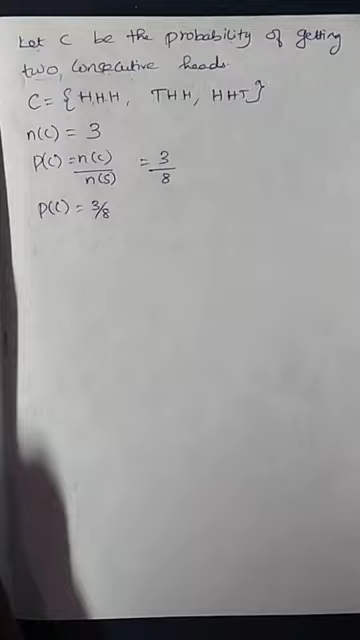 Let C be the probability of getting
two, consecutive heads.
C = { HHH, THH, HHT }
n(C) = 3
P(C) = n(C)/n(S) = 3/8
P(C) = 3/8